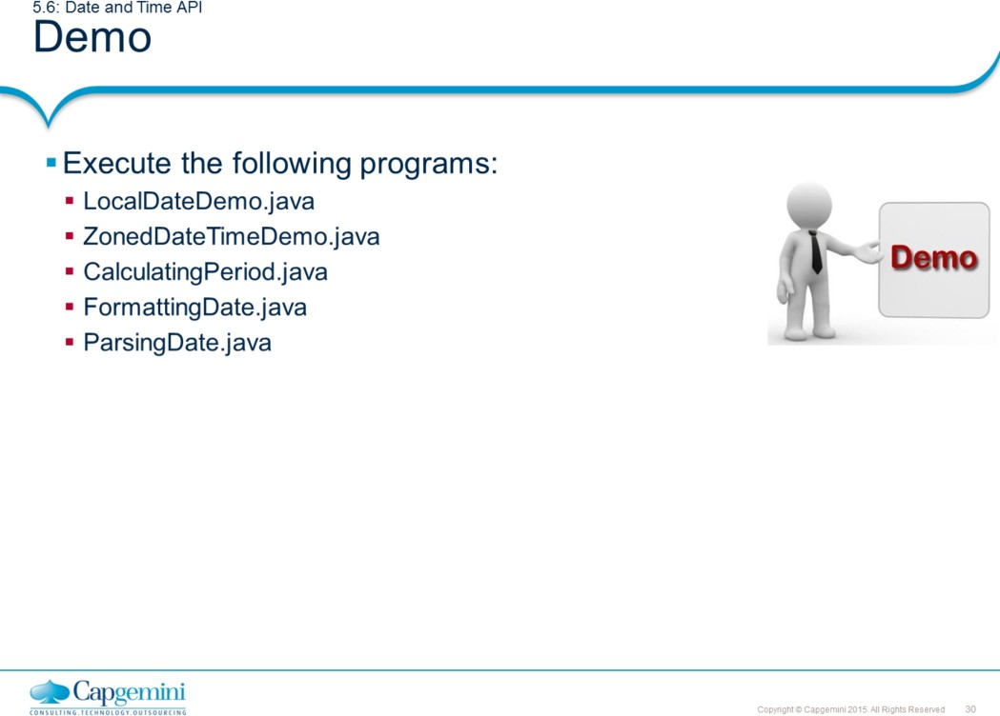 5.6: Date and Time API
Demo
Execute the following programs:
LocalDateDemo.java
ZonedDateTimeDemo.java
CalculatingPeriod.java
FormattingDate.java
ParsingDate.java
Demo
Capgemini
CONSULTING.TECHNOLOGY.OUTSOURCING
Copyright © Capgemini 2015. All Rights Reserved 30